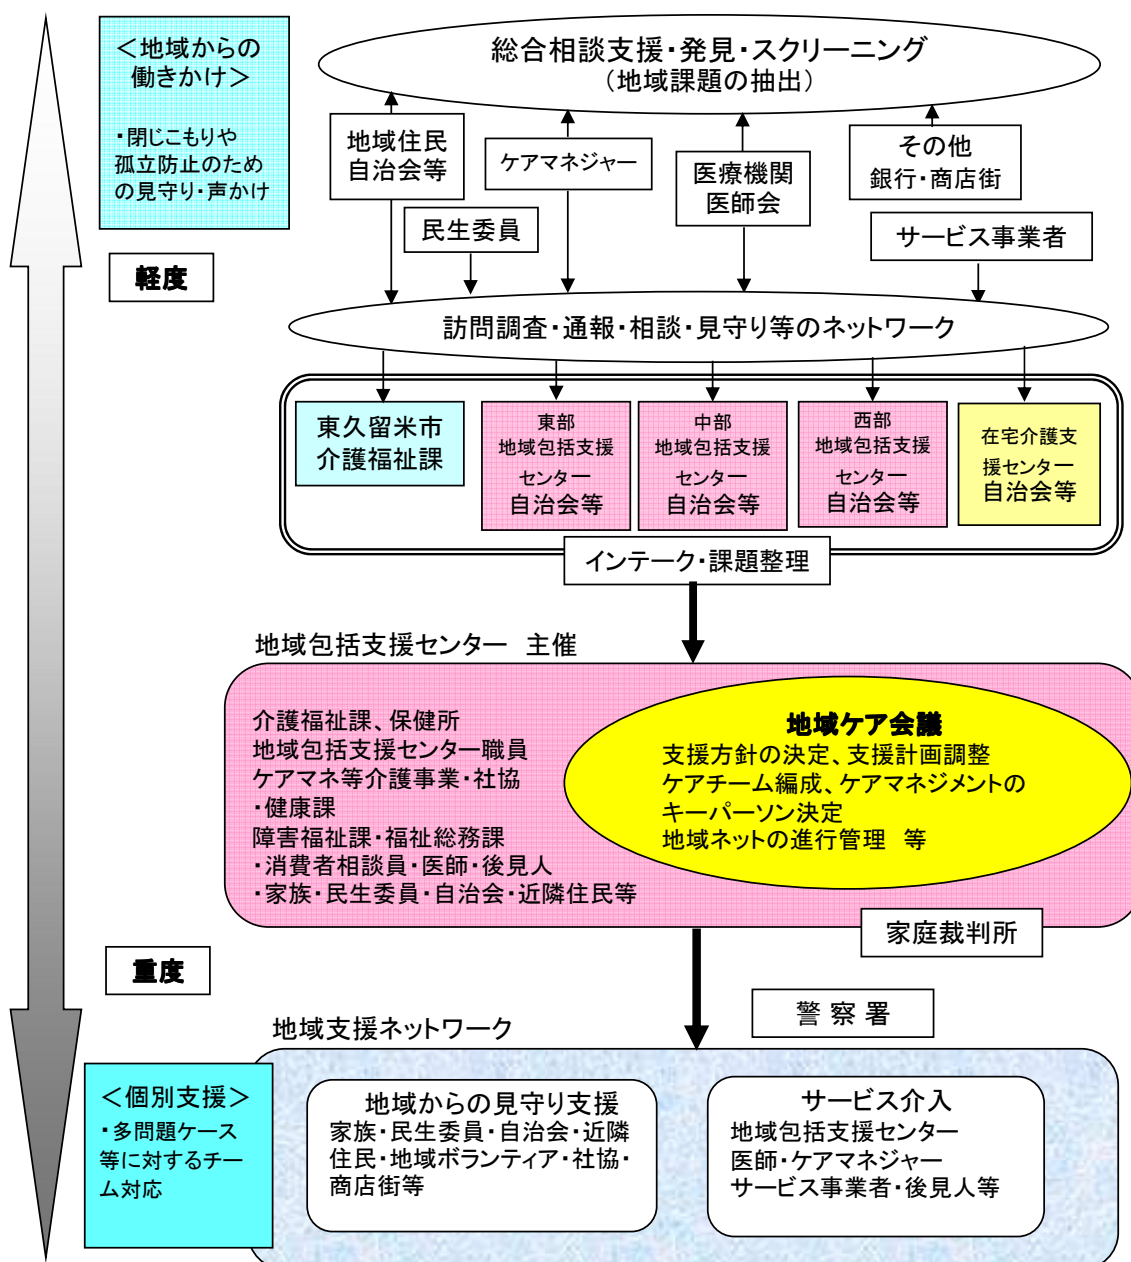 ＜地域からの
働きかけ＞
・閉じこもりや
孤立防止のため
の見守り・声かけ
総合相談支援・発見・スクリーニング
（地域課題の抽出）
地域住民
自治会等
ケアマネジャー
医療機関
医師会
その他
銀行・商店街
民生委員
サービス事業者
軽度
訪問調査・通報・相談・見守り等のネットワーク
東久留米市
介護福祉課
東部
地域包括支援
センター
自治会等
中部
地域包括支援
センター
自治会等
西部
地域包括支援
センター
自治会等
在宅介護支
援センター
自治会等
インテーク・課題整理
地域包括支援センター 主催
介護福祉課、保健所
地域包括支援センター職員
ケアマネ等介護事業・社協
・健康課
障害福祉課・福祉総務課
・消費者相談員・医師・後見人
・家族・民生委員・自治会・近隣住民等
地域ケア会議
支援方針の決定、支援計画調整
ケアチーム編成、ケアマネジメントの
キーパーソン決定
地域ネットの進行管理 等
家庭裁判所
重度
警 察 署
地域支援ネットワーク
＜個別支援＞
・多問題ケース
等に対するチー
ム対応
地域からの見守り支援
家族・民生委員・自治会・近隣
住民・地域ボランティア・社協・
商店街等
サービス介入
地域包括支援センター
医師・ケアマネジャー
サービス事業者・後見人等